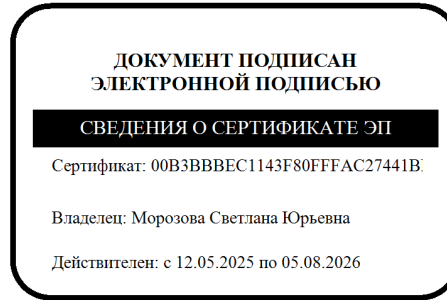 ДОКУМЕНТ ПОДПИСАН
ЭЛЕКТРОННОЙ ПОДПИСЬЮ
СВЕДЕНИЯ О СЕРТИФИКАТЕ ЭП
Сертификат: 00B3BBBEC1143F80FFFAC27441B
Владелец: Морозова Светлана Юрьевна
Действителен: с 12.05.2025 по 05.08.2026